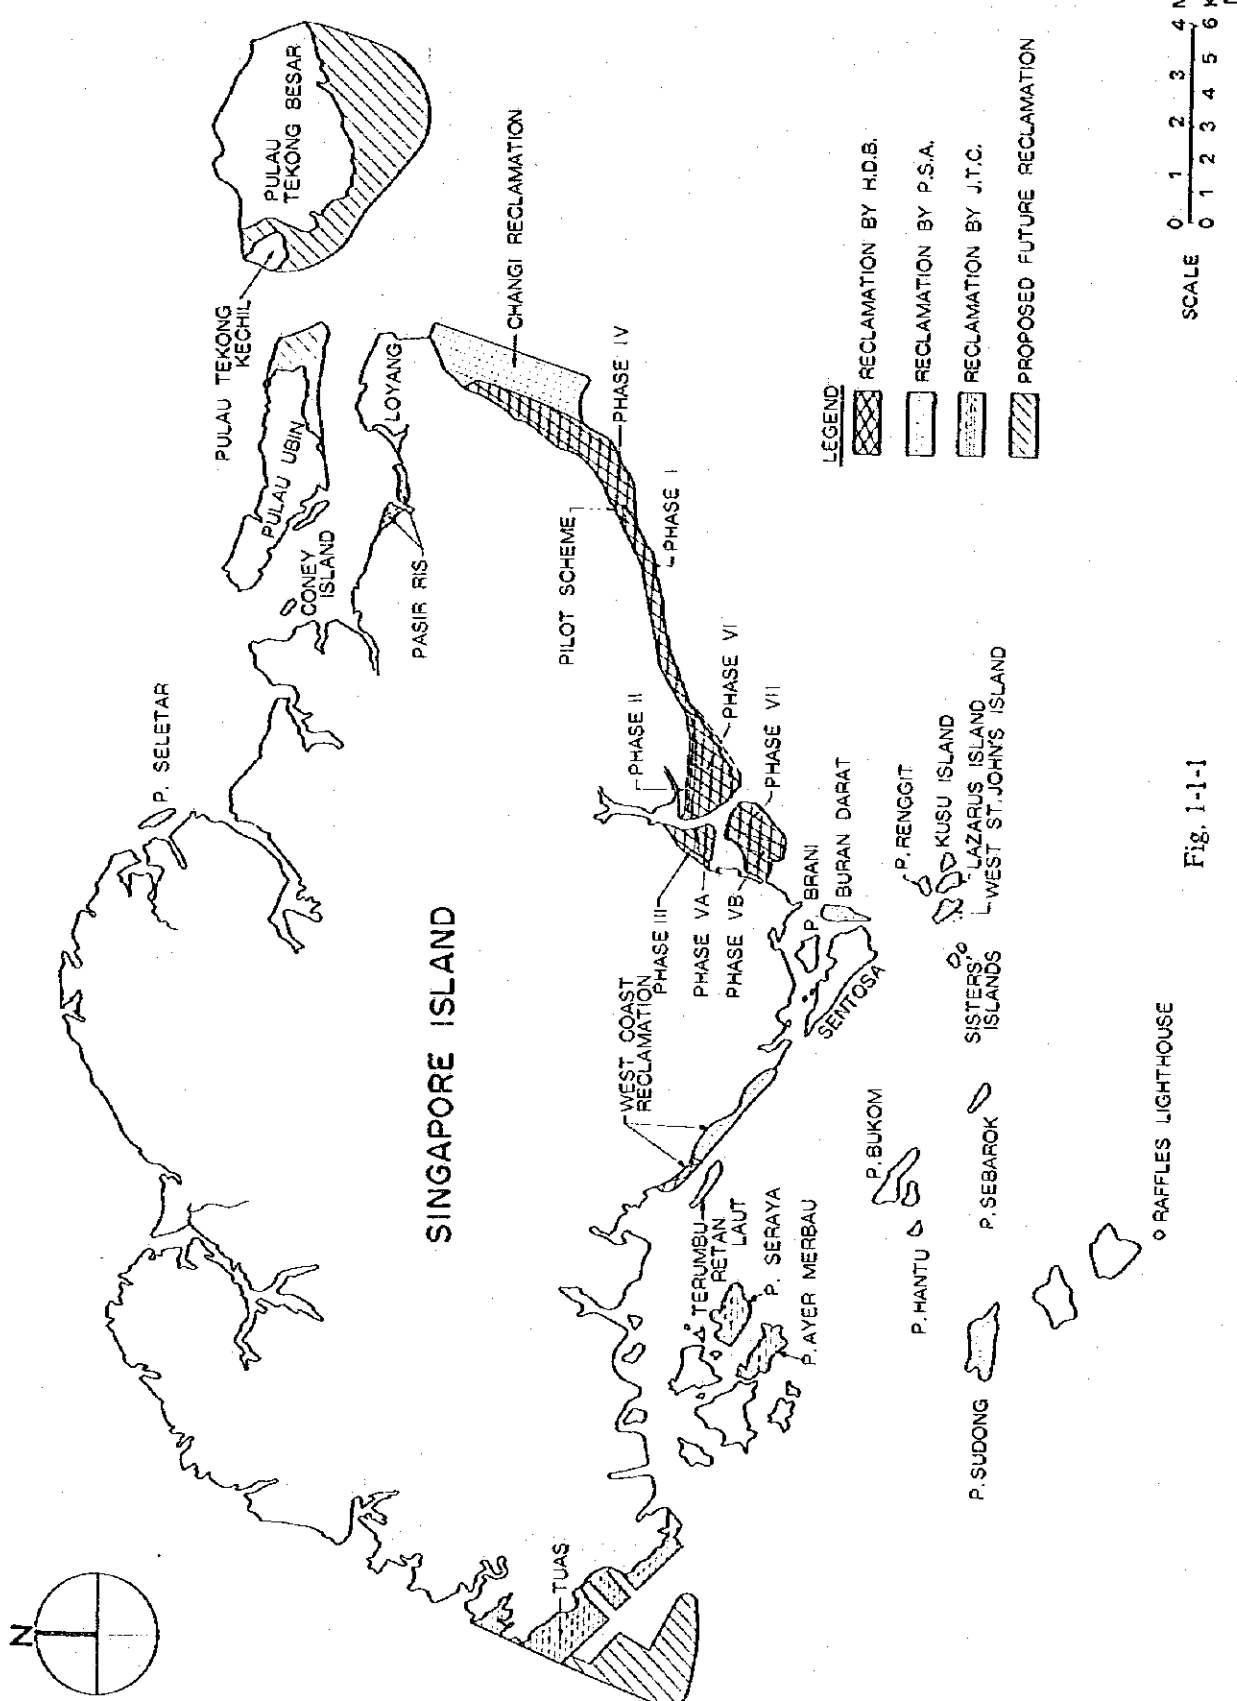 N
PULAU
TEKONG BESAR
PULAU TEKONG
KECHIL
PULAU UBIN
CONEY
ISLAND
P. SELETAR
LOYANG
PASIR RIS
CHANGI RECLAMATION
SINGAPORE ISLAND
PHASE IV
PILOT SCHEME
PHASE I
PHASE II
PHASE VI
PHASE VII
PHASE III
PHASE VA
PHASE VB
WEST COAST
RECLAMATION
TUAS
P. BRANI
BURAN DARAT
SENTOSA
TERUMBU
RETAN
LAUT
P. SERAYA
P. AYER MERBAU
P. BUKOM
P. HANTU
P. RENGGIT
KUSU ISLAND
LAZARUS ISLAND
WEST ST. JOHN'S ISLAND
SISTERS'
ISLANDS
P. SEBAROK
P. SUDONG
RAFFLES LIGHTHOUSE
LEGEND
RECLAMATION BY H.D.B.
RECLAMATION BY P.S.A.
RECLAMATION BY J.T.C.
PROPOSED FUTURE RECLAMATION
SCALE
0 1 2 3 4
0 1 2 3 4 5 6
Fig. 1-1-1